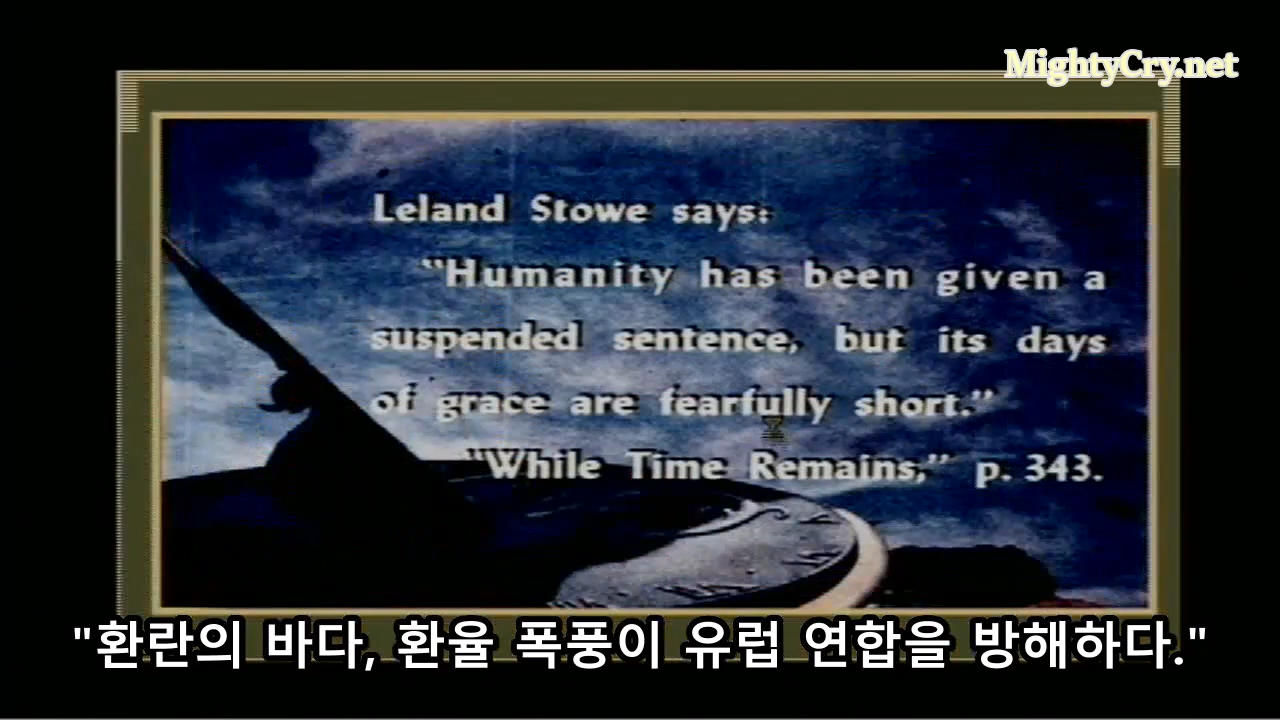 MightyCry.net
Leland Stowe says:
"Humanity has been given a
suspended sentence, but its days
of grace are fearfully short."
"While Time Remains," p. 343.
"환란의 바다, 환율 폭풍이 유럽 연합을 방해하다."